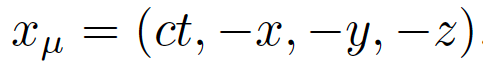 x_μ = (ct, −x, −y, −z).